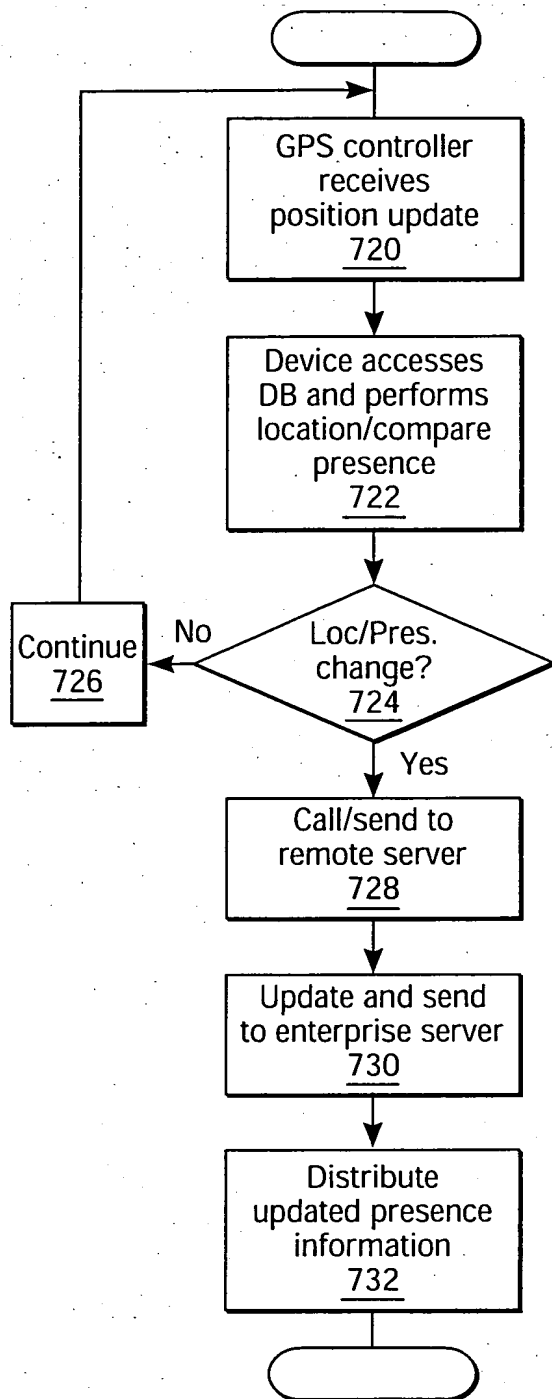 GPS controller
receives
position update
720
Device accesses
DB and performs
location/compare
presence
722
Loc/Pres.
change?
724
No
Continue
726
Yes
Call/send to
remote server
728
Update and send
to enterprise server
730
Distribute
updated presence
information
732